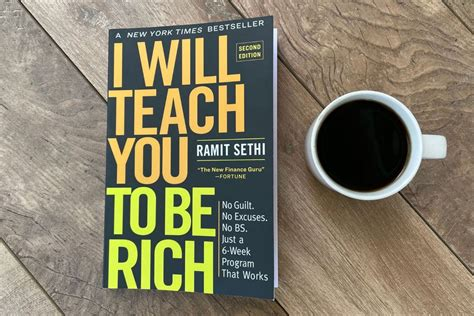 A NEW YORK TIMES BESTSELLER
I WILL
SECOND
EDITION
TEACH
YOU
RAMIT SETHI
"The New Finance Guru"
—FORTUNE
TO BE
RICH
No Guilt.
No Excuses.
No BS.
Just a
6-Week
Program
That Works